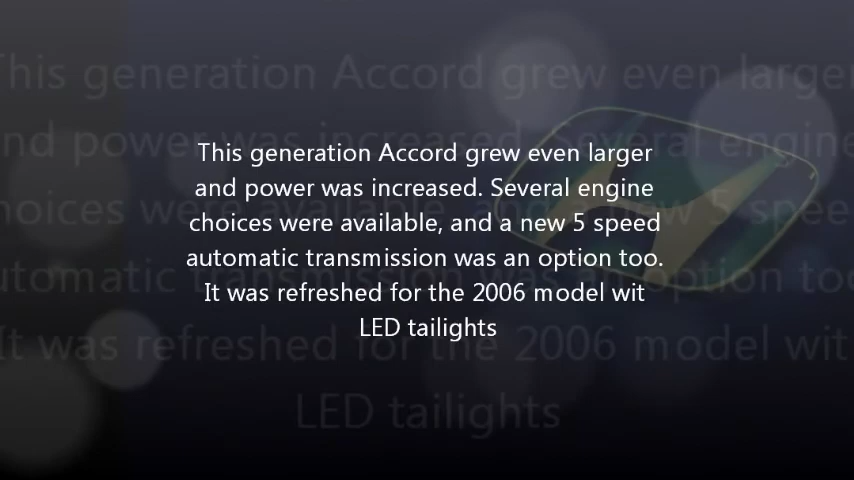 This generation Accord grew even larger
and power was increased. Several engine
choices were available, and a new 5 speed
automatic transmission was an option too.
It was refreshed for the 2006 model wit
LED tailights